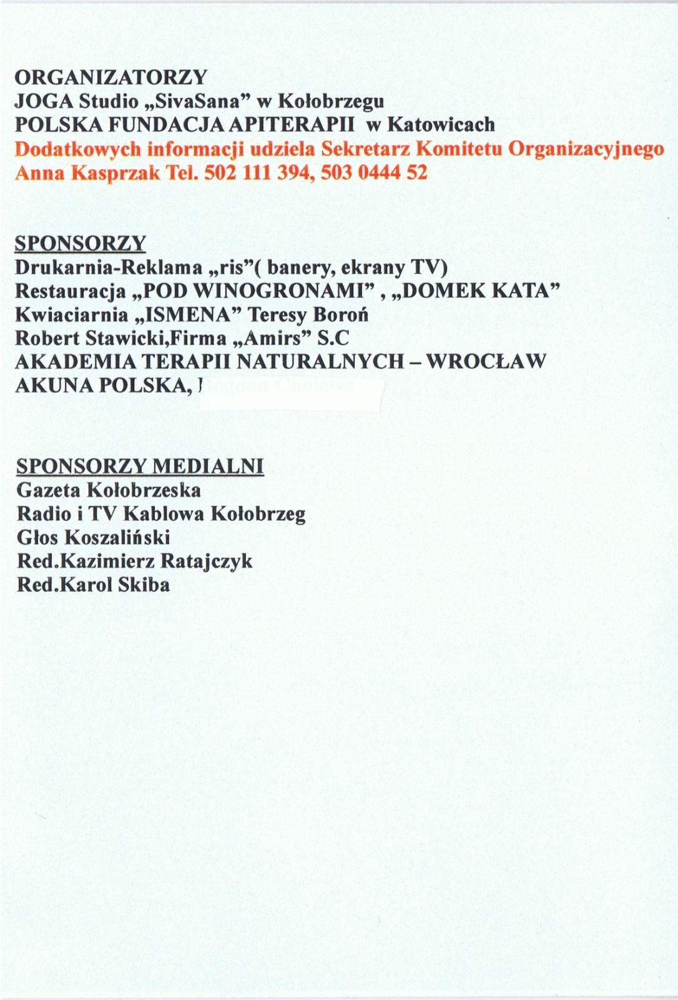 ORGANIZATORZY
JOGA Studio „SivaSana” w Kołobrzegu
POLSKA FUNDACJA APITERAPII w Katowicach
Dodatkowych informacji udziela Sekretarz Komitetu Organizacyjnego
Anna Kasprzak Tel. 502 111 394, 503 0444 52
SPONSORZY
Drukarnia-Reklama „ris”( banery, ekrany TV)
Restauracja „POD WINOGRONAMI” , „DOMEK KATA”
Kwiaciarnia „ISMENA” Teresy Boroń
Robert Stawicki,Firma „Amirs” S.C
AKADEMIA TERAPII NATURALNYCH – WROCŁAW
AKUNA POLSKA,
SPONSORZY MEDIALNI
Gazeta Kołobrzeska
Radio i TV Kablowa Kołobrzeg
Głos Koszaliński
Red.Kazimierz Ratajczyk
Red.Karol Skiba